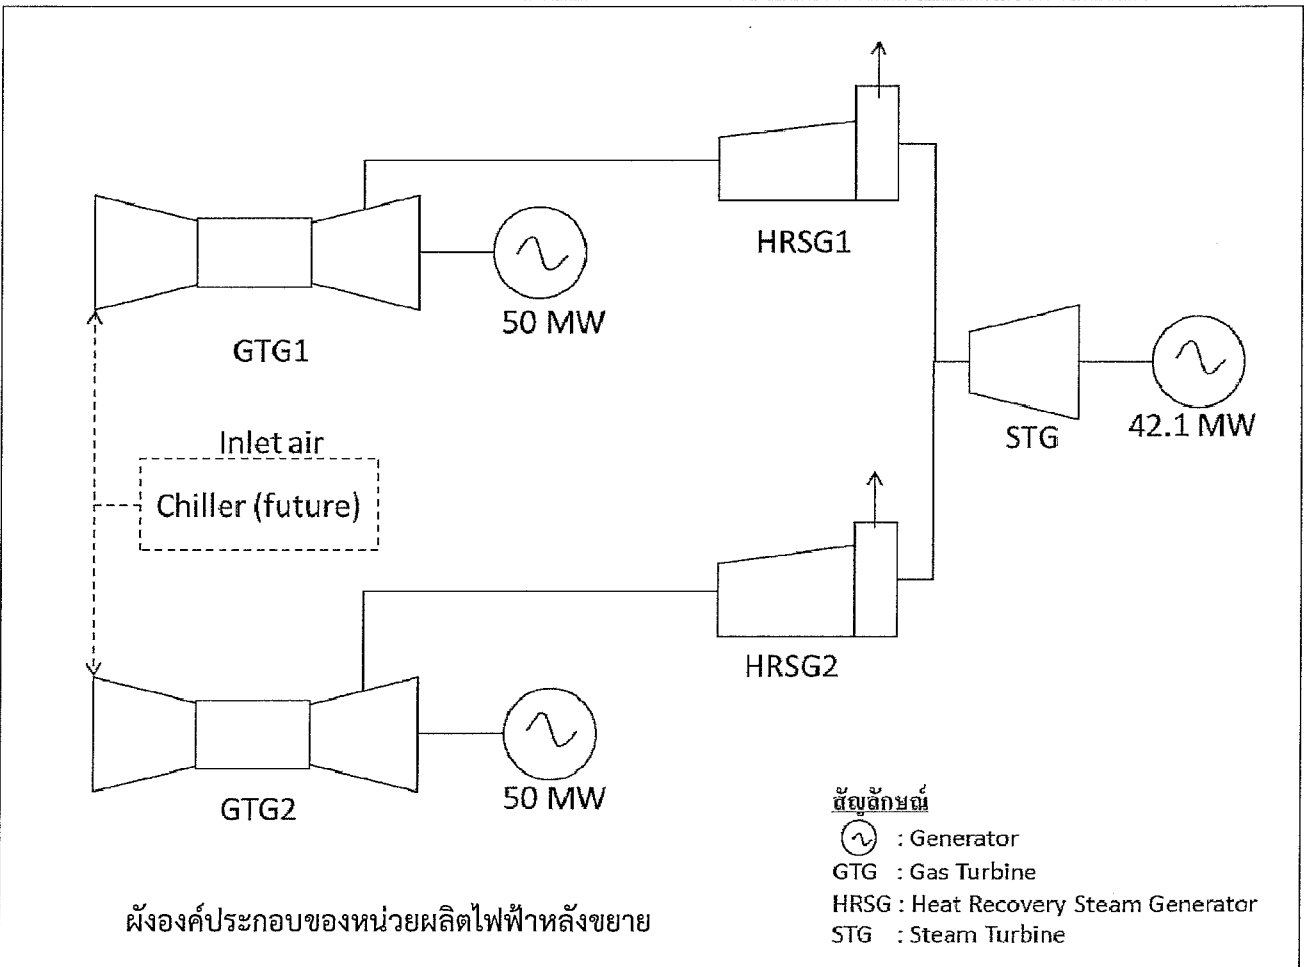 HRSG1
50 MW
GTG1
STG
42.1 MW
Inlet air
Chiller (future)
HRSG2
50 MW
GTG2
สัญลักษณ์
: Generator
GTG : Gas Turbine
HRSG : Heat Recovery Steam Generator
STG : Steam Turbine
ผังองค์ประกอบของหน่วยผลิตไฟฟ้าหลังขยาย